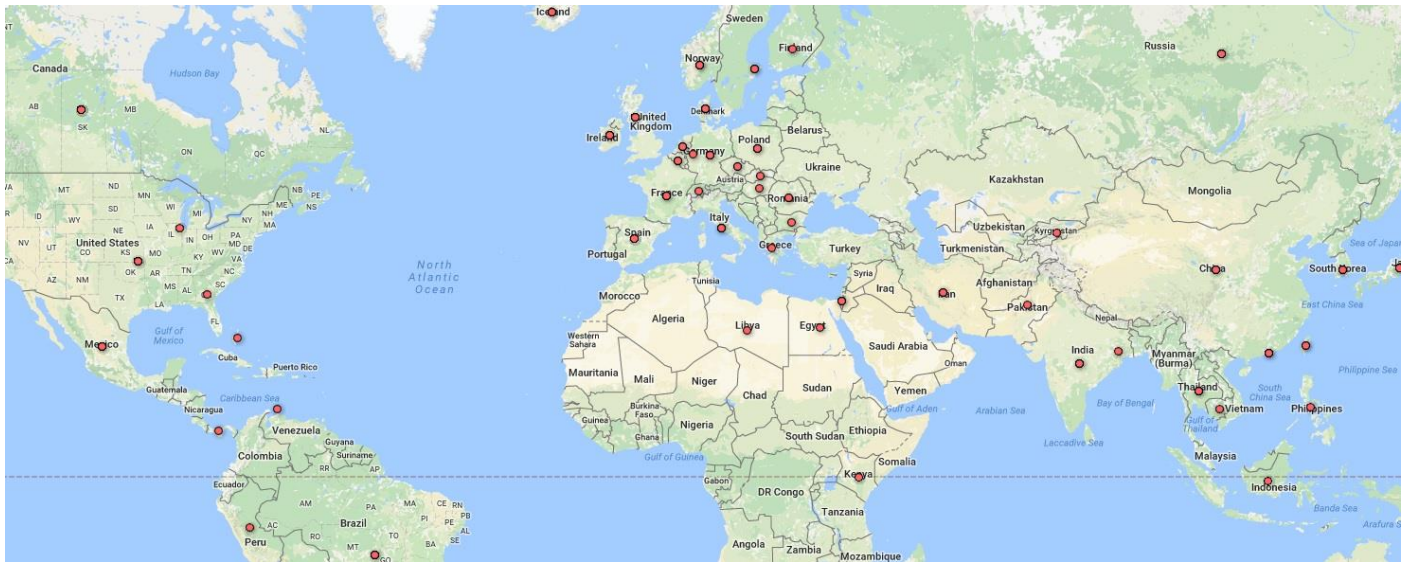 Iceland
Sweden
Finland
Norway
Russia
Canada
Hudson Bay
AB
MB
SK
NL
ON
QC
Denmark
United
Kingdom
Ireland
Belarus
Poland
Germany
Ukraine
Austria
France
Romania
Kazakhstan
Mongolia
MT
ND
MN
NB
PE
NS
SD
WI
MI
ME
WY
IA
NY
NH
MA
NV
UT
United States
CO
NE
IL
IN
OH
PA
MD
DE
KS
KY
WV
VA
NC
OK
AR
TN
SC
AZ
NM
MS
AL
TX
LA
FL
North
Atlantic
Ocean
Italy
Spain
Portugal
Greece
Turkey
Uzbekistan
Kyrgyzstan
Turkmenistan
Sea of Japan
China
South Korea
Syria
Iraq
Iran
Afghanistan
Pakistan
Tunisia
Morocco
Algeria
Libya
Egypt
Western
Sahara
East China Sea
Nepal
Gulf of
Mexico
Mexico
Cuba
Puerto Rico
Saudi Arabia
Oman
India
Myanmar
(Burma)
Philippine Sea
Mauritania
Mali
Niger
Chad
Sudan
Yemen
Thailand
South
China Sea
Guatemala
Caribbean Sea
Nicaragua
Burkina
Faso
Guinea
Ghana
Nigeria
Gulf of Aden
Arabian Sea
Bay of Bengal
Vietnam
Philippines
Gulf of
Thailand
Venezuela
Guyana
Suriname
Colombia
South Sudan
Ethiopia
Somalia
Laccadive Sea
Malaysia
Gulf of Guinea
RR
AP
Ecuador
Gabon
DR Congo
Kenya
Indonesia
AM
PA
MA
CE
RN
PB
PI
PE
AL
SE
AC
RO
TO
BA
MT
GO
Peru
Brazil
Tanzania
Banda Sea
Arafura Se
Angola
Zambia
Mozambique